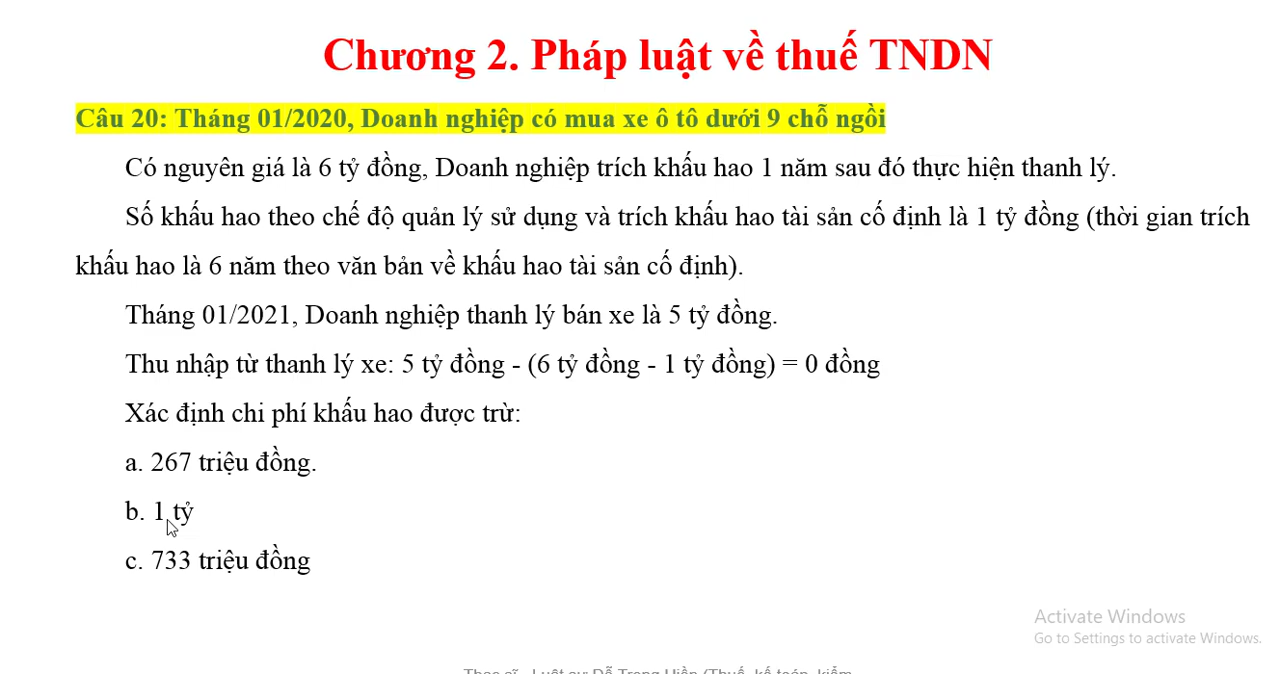 Chương 2. Pháp luật về thuế TNDN
Câu 20: Tháng 01/2020, Doanh nghiệp có mua xe ô tô dưới 9 chỗ ngồi
Có nguyên giá là 6 tỷ đồng, Doanh nghiệp trích khấu hao 1 năm sau đó thực hiện thanh lý.
Số khấu hao theo chế độ quản lý sử dụng và trích khấu hao tài sản cố định là 1 tỷ đồng (thời gian trích
khấu hao là 6 năm theo văn bản về khấu hao tài sản cố định).
Tháng 01/2021, Doanh nghiệp thanh lý bán xe là 5 tỷ đồng.
Thu nhập từ thanh lý xe: 5 tỷ đồng - (6 tỷ đồng - 1 tỷ đồng) = 0 đồng
Xác định chi phí khấu hao được trừ:
a. 267 triệu đồng.
b. 1 tỷ
c. 733 triệu đồng
Activate Windows
Go to Settings to activate Windows.